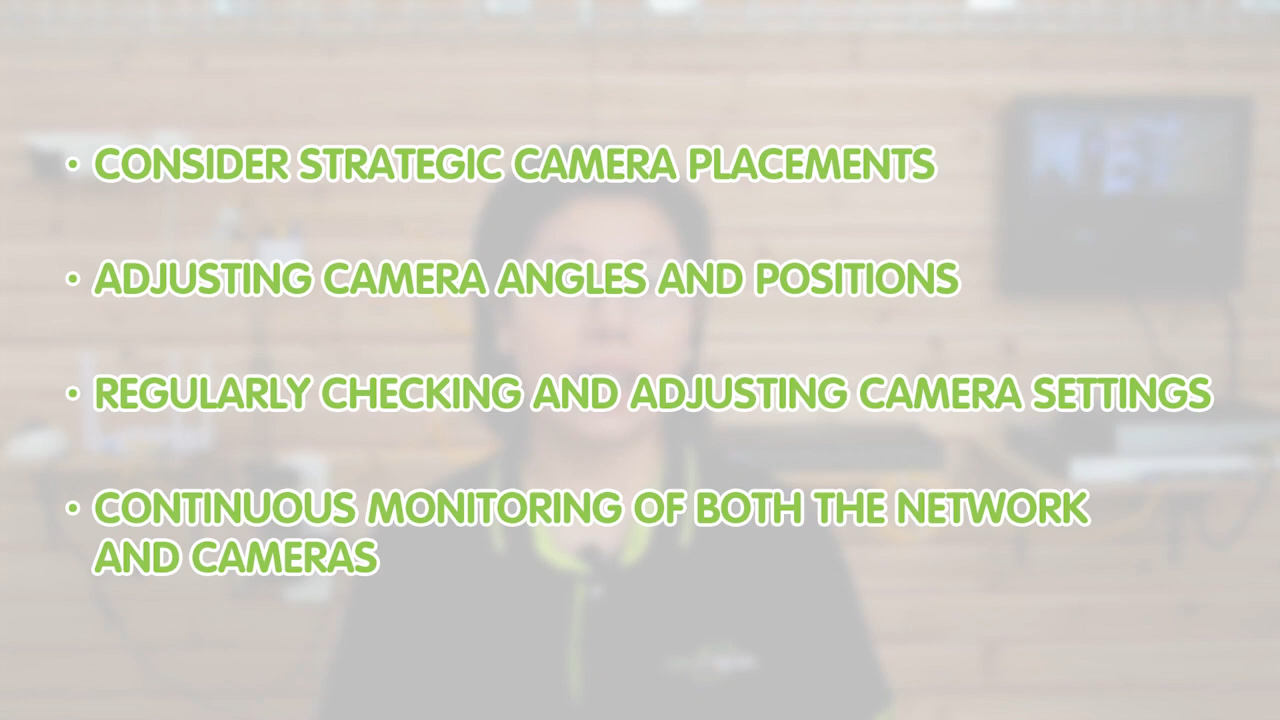 • CONSIDER STRATEGIC CAMERA PLACEMENTS
• ADJUSTING CAMERA ANGLES AND POSITIONS
• REGULARLY CHECKING AND ADJUSTING CAMERA SETTINGS
• CONTINUOUS MONITORING OF BOTH THE NETWORK
AND CAMERAS